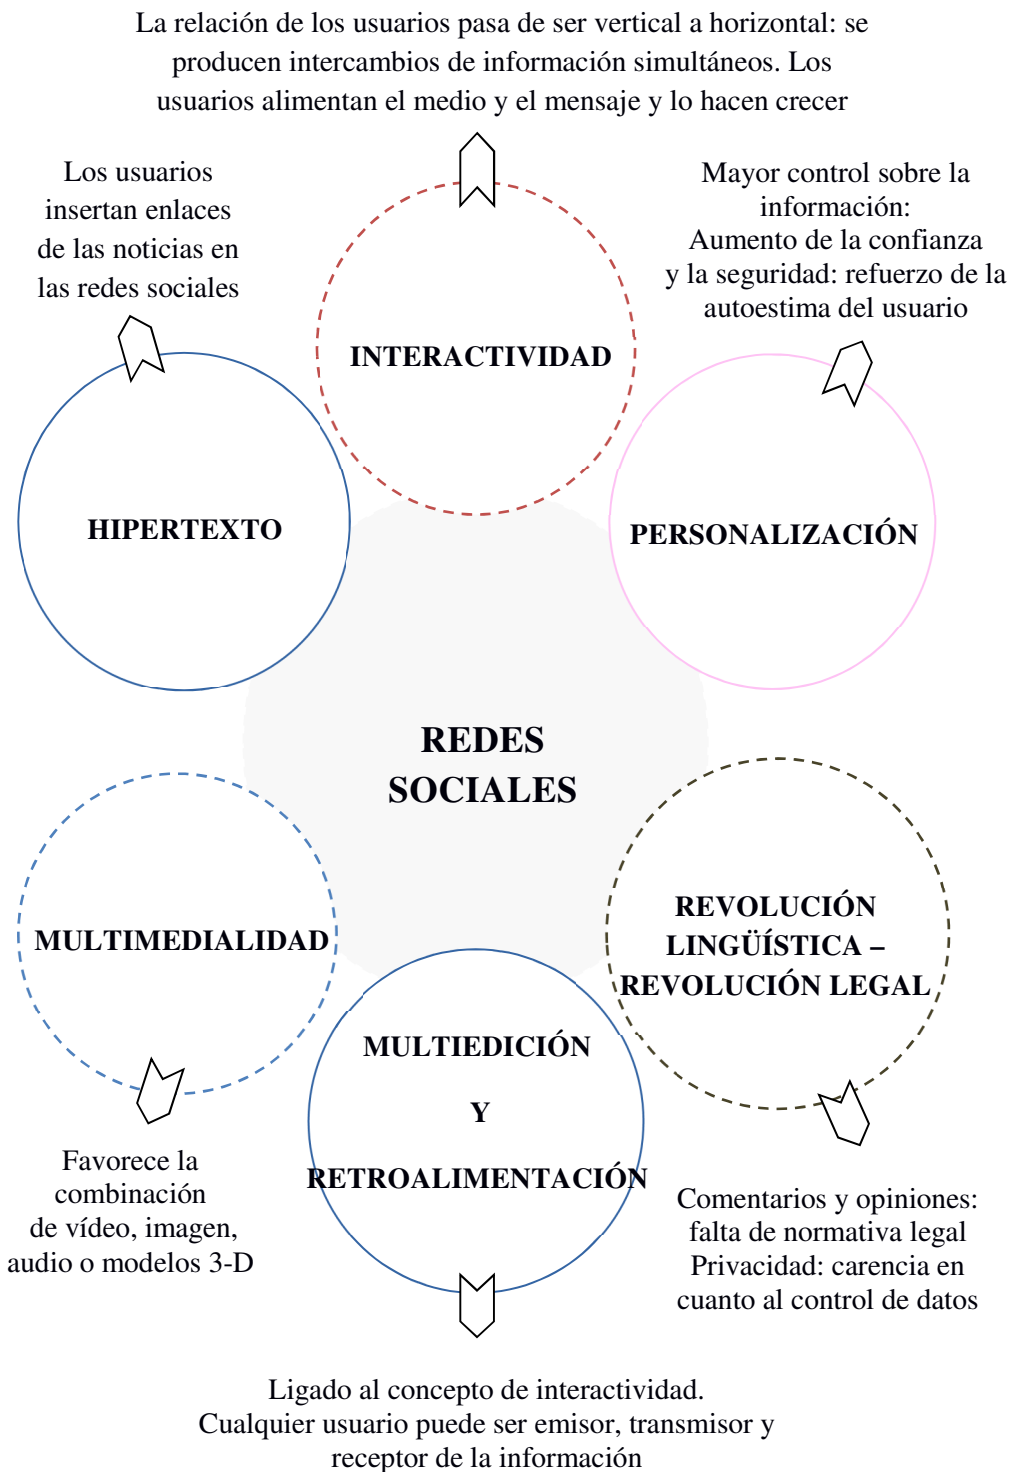 La relación de los usuarios pasa de ser vertical a horizontal: se
producen intercambios de información simultáneos. Los
usuarios alimentan el medio y el mensaje y lo hacen crecer
Los usuarios
insertan enlaces
de las noticias en
las redes sociales
Mayor control sobre la
información:
Aumento de la confianza
y la seguridad: refuerzo de la
autoestima del usuario
INTERACTIVIDAD
HIPERTEXTO
PERSONALIZACIÓN
REDES
SOCIALES
MULTIMEDIALIDAD
REVOLUCIÓN
LINGÜÍSTICA –
REVOLUCIÓN LEGAL
MULTIEDICIÓN
Y
RETROALIMENTACIÓN
Favorece la
combinación
de vídeo, imagen,
audio o modelos 3-D
Comentarios y opiniones:
falta de normativa legal
Privacidad: carencia en
cuanto al control de datos
Ligado al concepto de interactividad.
Cualquier usuario puede ser emisor, transmisor y
receptor de la información